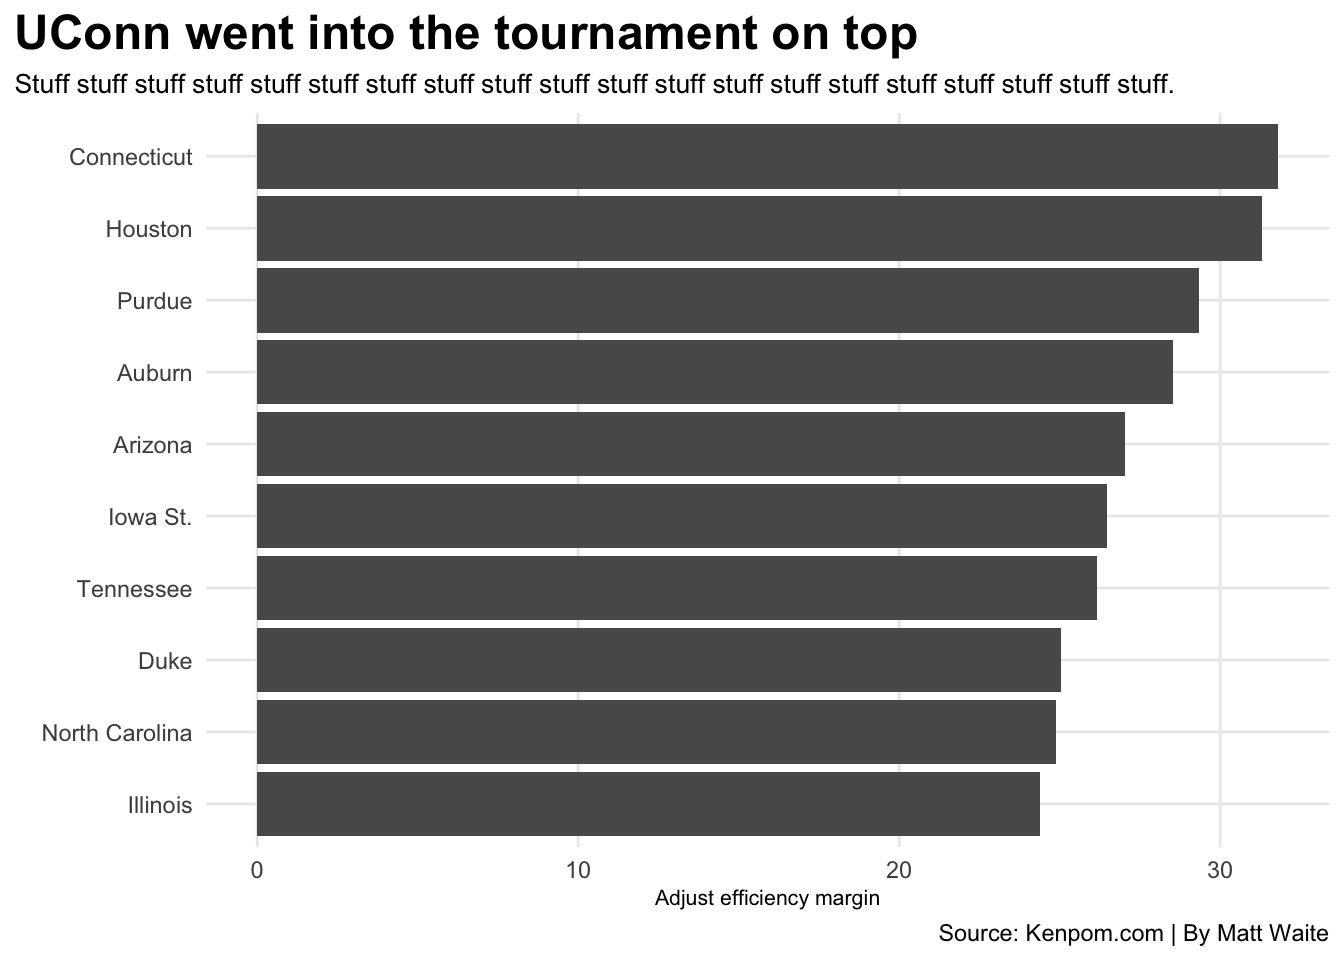 UConn went into the tournament on top
Stuff stuff stuff stuff stuff stuff stuff stuff stuff stuff stuff stuff stuff stuff stuff stuff stuff stuff stuff stuff.
Connecticut
Houston
Purdue
Auburn
Arizona
Iowa St.
Tennessee
Duke
North Carolina
Illinois
0 10 20 30
Adjust efficiency margin
Source: Kenpom.com | By Matt Waite